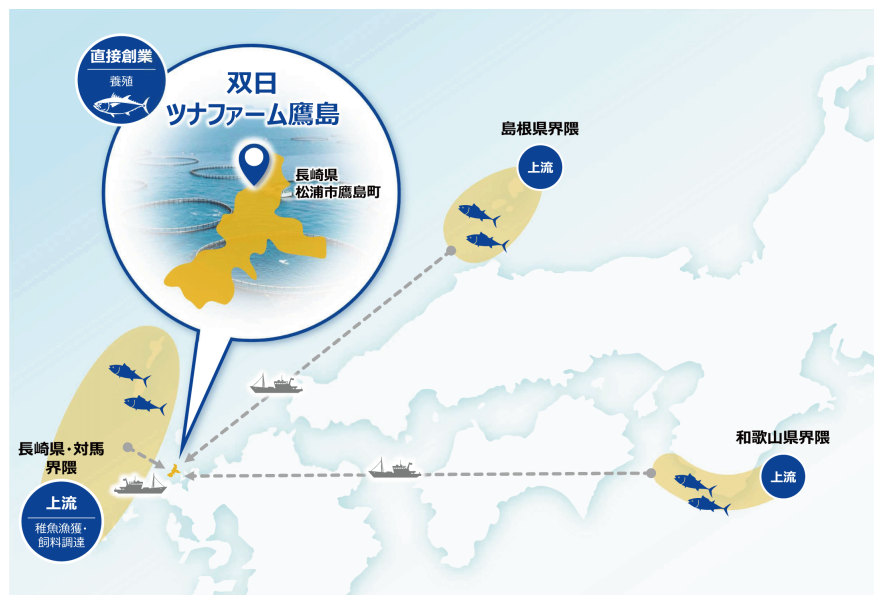 直接創業
養殖
双日
ツナファーム鷹島
長崎県
松浦市鷹島町
島根県界隈
上流
長崎県・対馬
界隈
上流
稚魚漁獲・
飼料調達
和歌山県界隈
上流